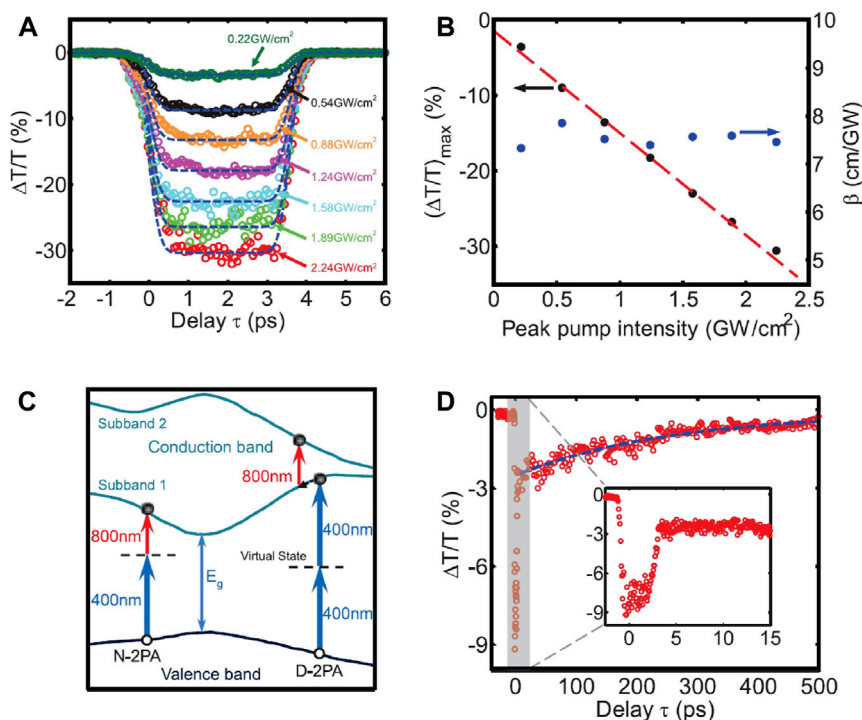 A
0
-10
-20
-30
ΔT/T (%)
-2 -1 0 1 2 3 4 5 6
Delay τ (ps)
0.22GW/cm²
0.54GW/cm²
0.88GW/cm²
1.24GW/cm²
1.58GW/cm²
1.89GW/cm²
2.24GW/cm²
B
0
-10
-20
-30
(ΔT/T)max (%)
10
9
8
7
6
5
β (cm/GW)
0 0.5 1 1.5 2 2.5
Peak pump intensity (GW/cm²)
C
Subband 2
Conduction band
Subband 1
800nm
800nm
400nm
Virtual State
400nm
Eg
400nm
N-2PA
D-2PA
Valence band
D
0
-3
-6
-9
ΔT/T (%)
0 100 200 300 400 500
Delay τ (ps)
0
-3
-6
-9
0 5 10 15